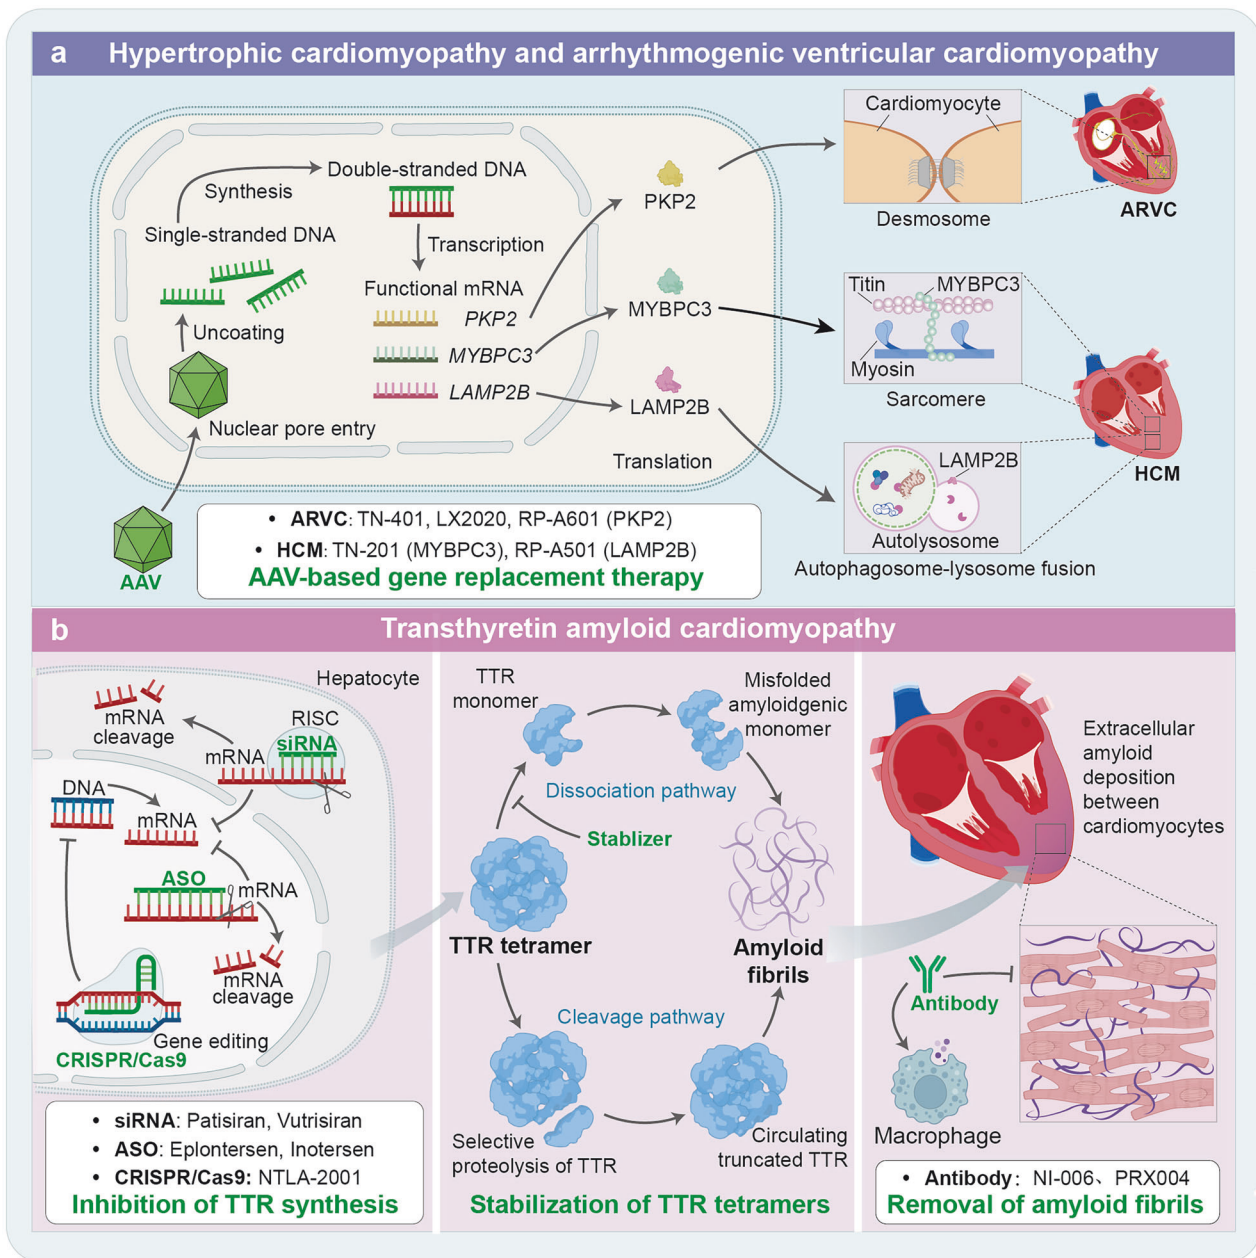 a Hypertrophic cardiomyopathy and arrhythmogenic ventricular cardiomyopathy
Synthesis
Double-stranded DNA
Single-stranded DNA
Transcription
Functional mRNA
PKP2
MYBPC3
LAMP2B
Uncoating
Nuclear pore entry
AAV
PKP2
MYBPC3
LAMP2B
Translation
Cardiomyocyte
Desmosome
ARVC
Titin
MYBPC3
Myosin
Sarcomere
HCM
LAMP2B
Autolysosome
Autophagosome-lysosome fusion
• ARVC: TN-401, LX2020, RP-A601 (PKP2)
• HCM: TN-201 (MYBPC3), RP-A501 (LAMP2B)
AAV-based gene replacement therapy
b Transthyretin amyloid cardiomyopathy
Hepatocyte
mRNA
cleavage
RISC
siRNA
mRNA
DNA
mRNA
ASO
mRNA
mRNA
cleavage
Gene editing
CRISPR/Cas9
• siRNA: Patisiran, Vutrisiran
• ASO: Eplontersen, Inotersen
• CRISPR/Cas9: NTLA-2001
Inhibition of TTR synthesis
TTR
monomer
Misfolded
amyloidgenic
monomer
Dissociation pathway
Stablizer
TTR tetramer
Amyloid
fibrils
Cleavage pathway
Selective
proteolysis of TTR
Circulating
truncated TTR
Stabilization of TTR tetramers
Extracellular
amyloid
deposition
between
cardiomyocytes
Antibody
Macrophage
• Antibody： NI-006、PRX004
Removal of amyloid fibrils